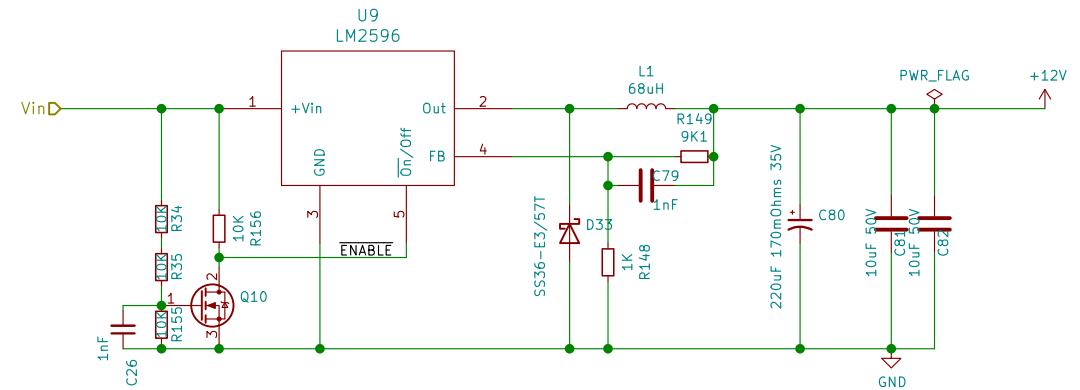 U9
LM2596
Vin
1
+Vin
Out
2
FB
4
GND
On/Off
3
5
L1
68uH
PWR_FLAG
+12V
R149
9K1
C79
1nF
10K
R34
10K
R35
10K
R155
10K
R156
ENABLE
2
1
3
Q10
1nF
C26
SS36-E3/57T
D33
1K
R148
220uF 170mOhms 35V
+
C80
10uF 50V
C81
10uF 50V
C82
GND